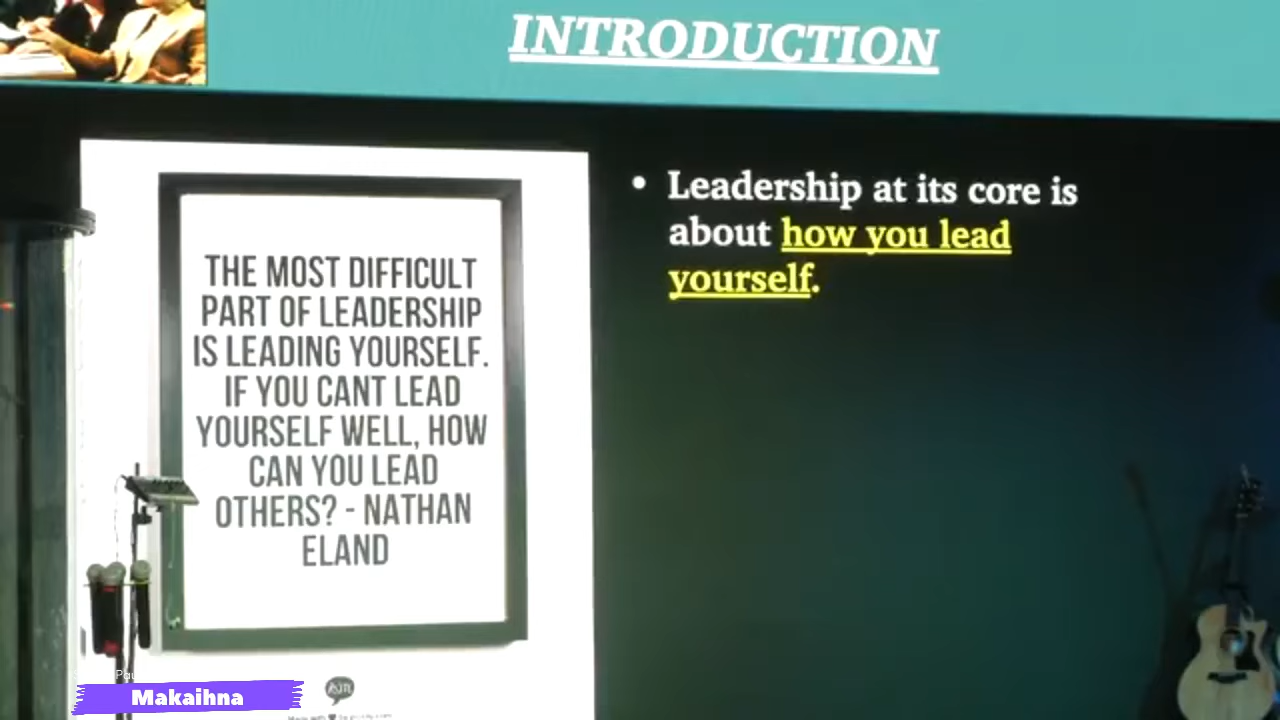 INTRODUCTION
THE MOST DIFFICULT
PART OF LEADERSHIP
IS LEADING YOURSELF.
IF YOU CANT LEAD
YOURSELF WELL, HOW
CAN YOU LEAD
OTHERS? - NATHAN
ELAND
• Leadership at its core is
about how you lead
yourself.
Makaihna